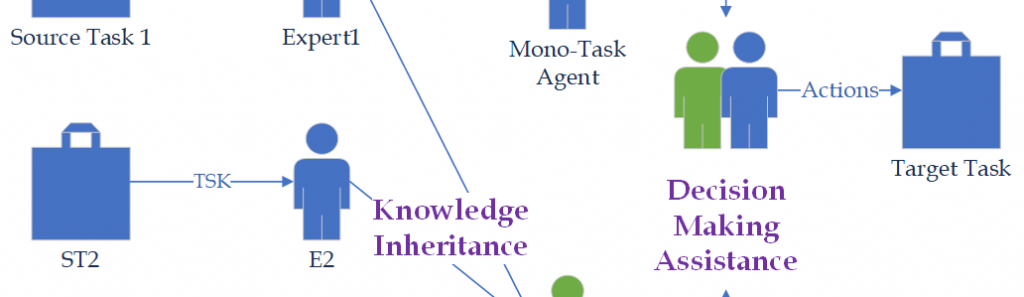 Source Task 1
Expert1
Mono-Task
Agent
Actions
Target Task
TSK
ST2
E2
Knowledge
Inheritance
Decision
Making
Assistance